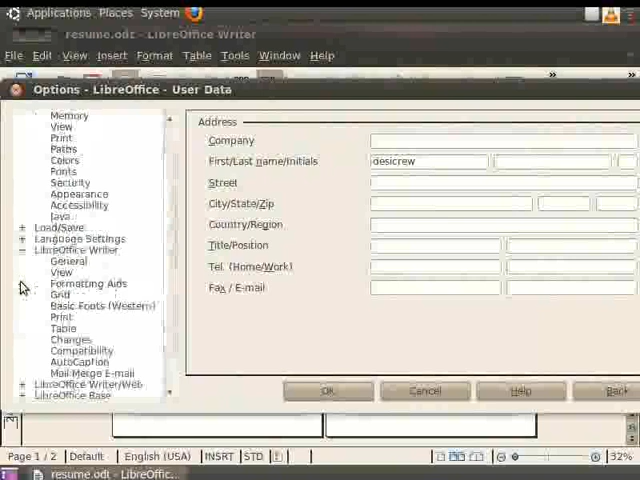 Applications Places System
resume.odt - LibreOffice Writer
File Edit View Insert Format Table Tools Window Help
Options - LibreOffice - User Data
Memory
View
Print
Paths
Colors
Fonts
Security
Appearance
Accessibility
Java
Load/Save
Language Settings
LibreOffice Writer
General
View
Formatting Aids
Grid
Basic Fonts (Western)
Print
Table
Changes
Compatibility
AutoCaption
Mail Merge E-mail
LibreOffice Writer/Web
LibreOffice Base
Address
Company
First/Last name/Initials desicrew
Street
City/State/Zip
Country/Region
Title/Position
Tel. (Home/Work)
Fax / E-mail
OK Cancel Help Back
Page 1 / 2 Default English (USA) INSRT STD 32%
resume.odt - LibreOffic...